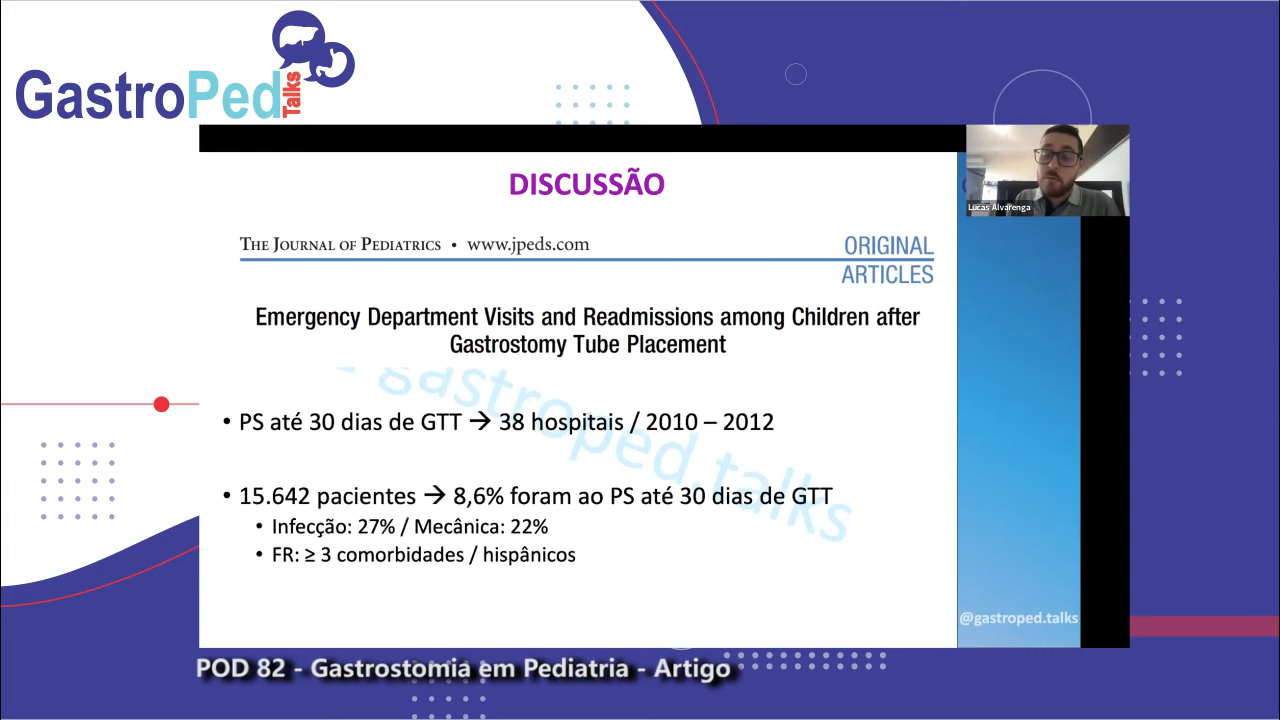 GastroPed
Talks
Lucas Alvarenga
DISCUSSÃO
THE JOURNAL OF PEDIATRICS • www.jpeds.com
ORIGINAL
ARTICLES
Emergency Department Visits and Readmissions among Children after
Gastrostomy Tube Placement
• PS até 30 dias de GTT → 38 hospitais / 2010 – 2012
• 15.642 pacientes → 8,6% foram ao PS até 30 dias de GTT
• Infecção: 27% / Mecânica: 22%
• FR: ≥ 3 comorbidades / hispânicos
gastroped.talks
@gastroped.talks
POD 82 - Gastrostomia em Pediatria - Artigo